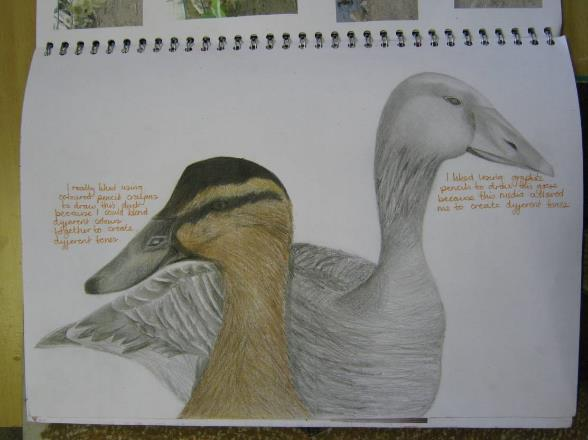 I really liked using
coloured pencil crayons
to draw this duck
because I could blend
different colours
together to create
different tones
I liked using graphite
pencils to draw this goose
because this media allowed
me to create different tones